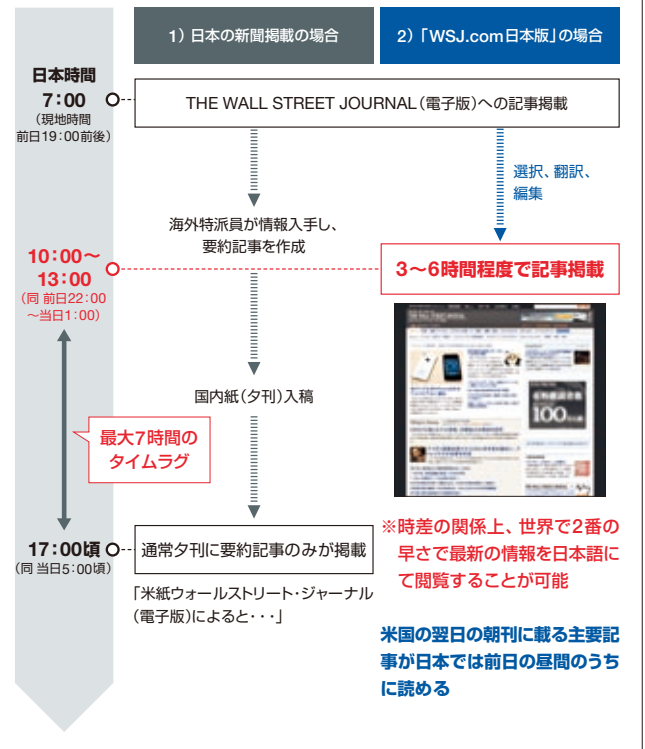 1）日本の新聞掲載の場合
2）「WSJ.com日本版」の場合
日本時間
7：00
（現地時間
前日19：00前後）
THE WALL STREET JOURNAL（電子版）への記事掲載
選択、翻訳、
編集
海外特派員が情報入手し、
要約記事を作成
10：00～
13：00
（同 前日22：00
～当日1：00）
3～6時間程度で記事掲載
国内紙（夕刊）入稿
100
最大7時間の
タイムラグ
17：00頃
（同 当日5：00頃）
通常夕刊に要約記事のみが掲載
「米紙ウォールストリート・ジャーナル
（電子版）によると・・・」
※時差の関係上、世界で2番の
早さで最新の情報を日本語に
て閲覧することが可能
米国の翌日の朝刊に載る主要記
事が日本では前日の昼間のうち
に読める